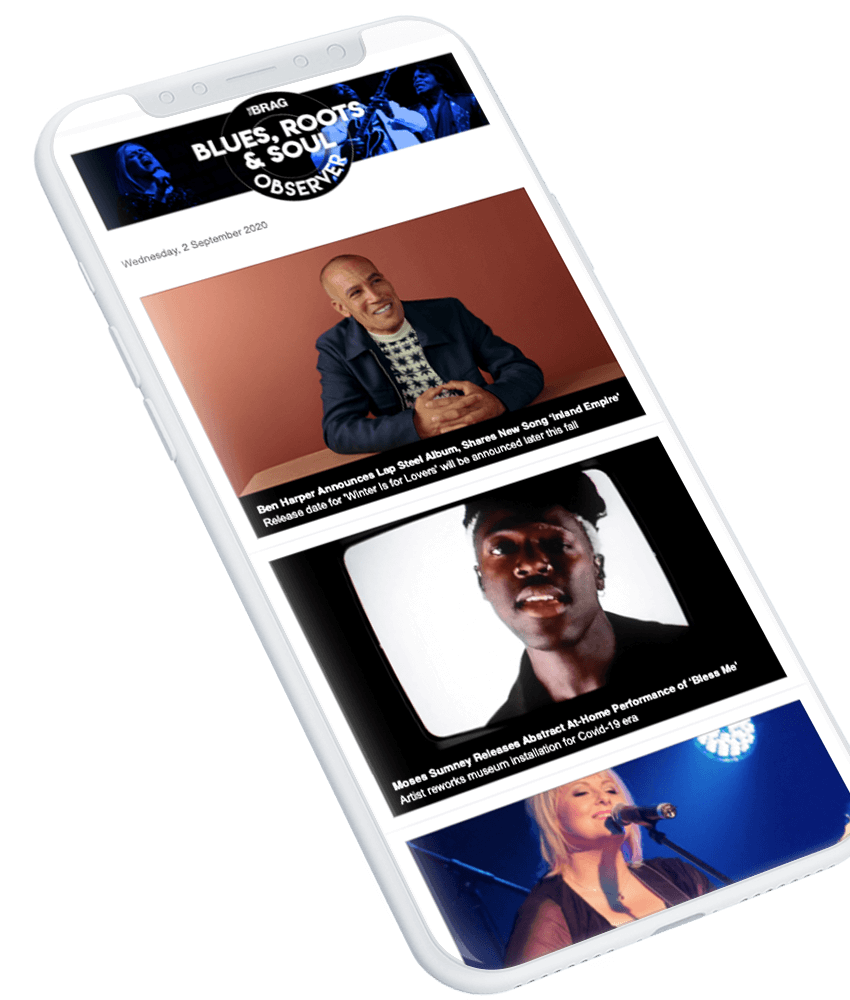 THE BRAG
BLUES, ROOTS
& SOUL
OBSERVER
Wednesday, 2 September 2020
Ben Harper Announces Lap Steel Album, Shares New Song 'Inland Empire'
Release date for 'Winter Is for Lovers' will be announced later this fall
Moses Sumney Releases Abstract At-Home Performance of 'Bless Me'
Artist reworks museum installation for Covid-19 era